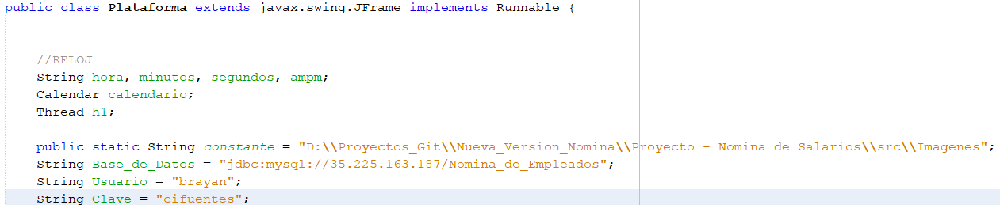 public class Plataforma extends javax.swing.JFrame implements Runnable {
//RELOJ
String hora, minutos, segundos, ampm;
Calendar calendario;
Thread h1;
public static String constante = "D:\\Proyectos_Git\\Nueva_Version_Nomina\\Proyecto - Nomina de Salarios\\src\\Imagenes";
String Base_de_Datos = "jdbc:mysql://35.225.163.187/Nomina_de_Empleados";
String Usuario = "brayan";
String Clave = "cifuentes";